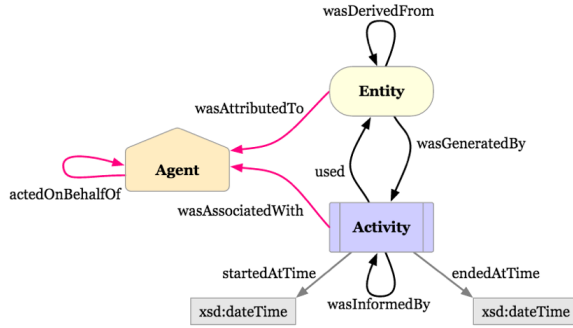 wasDerivedFrom
Entity
wasAttributedTo
wasGeneratedBy
used
Agent
actedOnBehalfOf
wasAssociatedWith
Activity
startedAtTime
endedAtTime
wasInformedBy
xsd:dateTime
xsd:dateTime